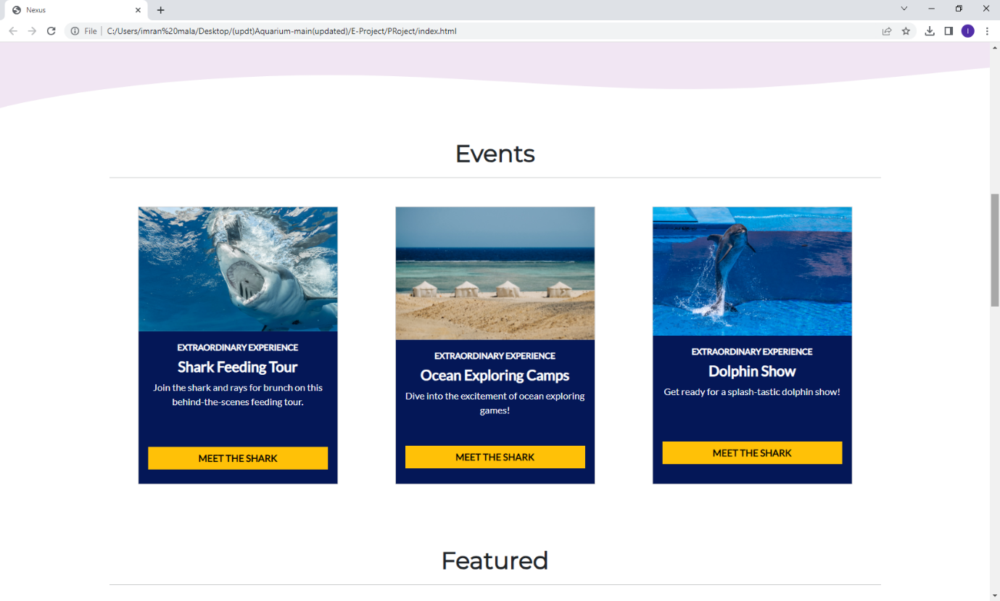 Nexus
File
C:/Users/imran%20mala/Desktop/(updt)Aquarium-main(updated)/E-Project/PRoject/index.html
I
Events
EXTRAORDINARY EXPERIENCE
Shark Feeding Tour
Join the shark and rays for brunch on this
behind-the-scenes feeding tour.
MEET THE SHARK
EXTRAORDINARY EXPERIENCE
Ocean Exploring Camps
Dive into the excitement of ocean exploring
games!
MEET THE SHARK
EXTRAORDINARY EXPERIENCE
Dolphin Show
Get ready for a splash-tastic dolphin show!
MEET THE SHARK
Featured